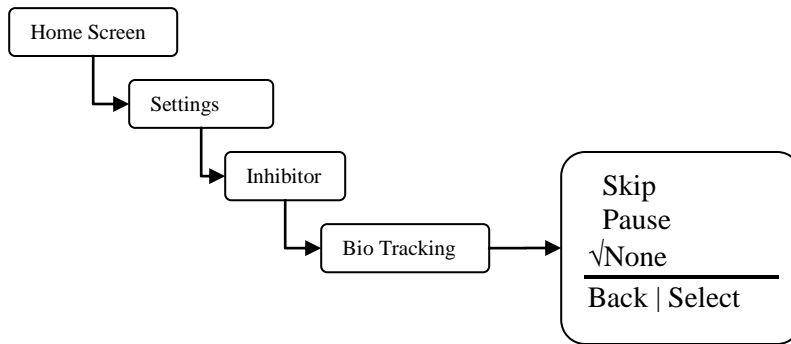 Home Screen
Settings
Inhibitor
Bio Tracking
Skip
Pause
√None
Back | Select